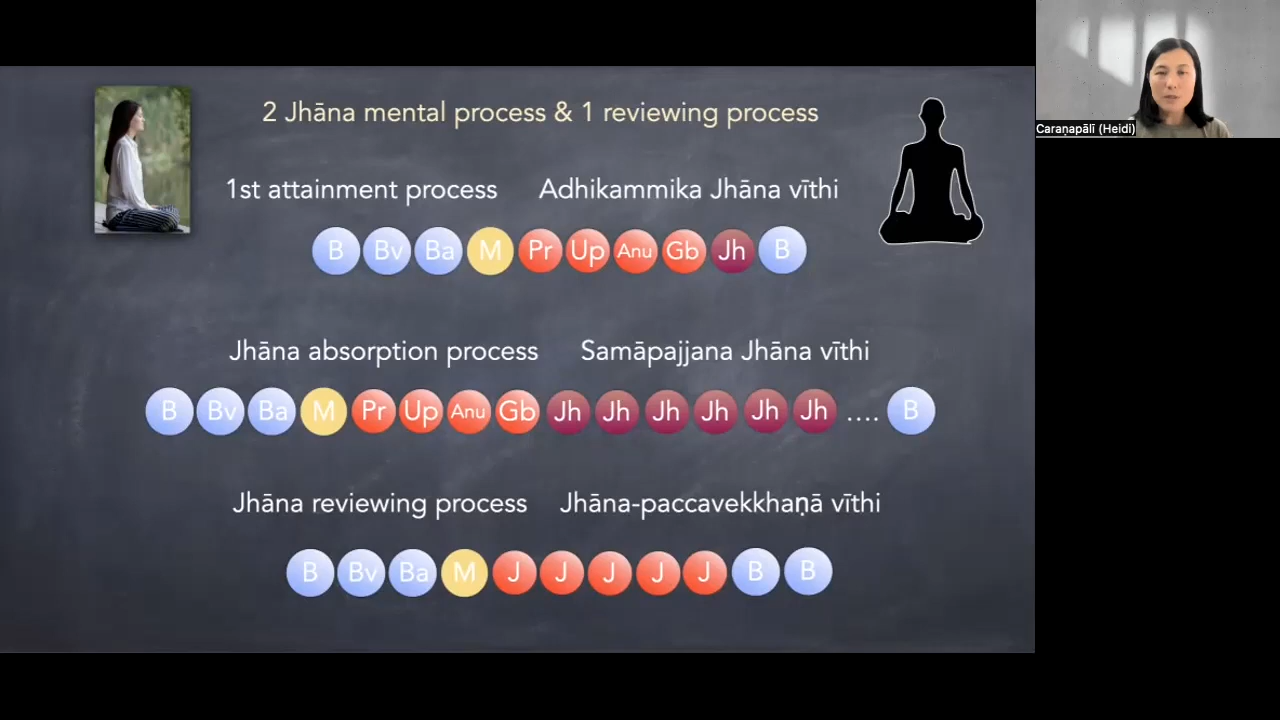 2 Jhāna mental process & 1 reviewing process
Caraṇapālī (Heidi)
1st attainment process Adhikammika Jhāna vīthi
B Bv Ba M Pr Up Anu Gb Jh B
Jhāna absorption process Samāpajjana Jhāna vīthi
B Bv Ba M Pr Up Anu Gb Jh Jh Jh Jh Jh Jh .... B
Jhāna reviewing process Jhāna-paccavekkhaṇā vīthi
B Bv Ba M J J J J J B B